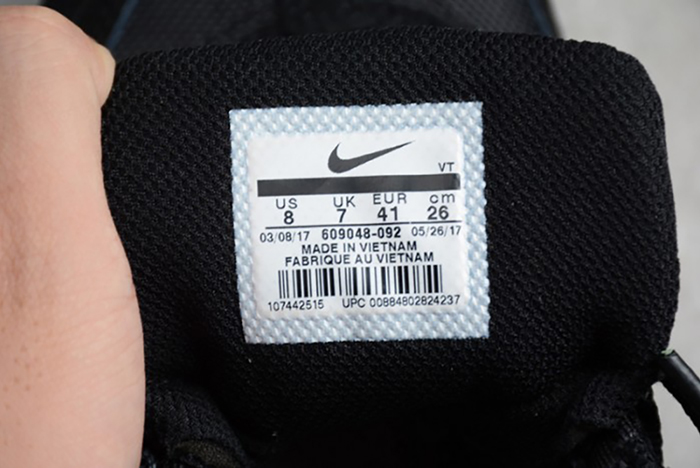 VT
US UK EUR cm
8 7 41 26
03/08/17 609048-092 05/26/17
MADE IN VIETNAM
FABRIQUE AU VIETNAM
107442515 UPC 00884802824237